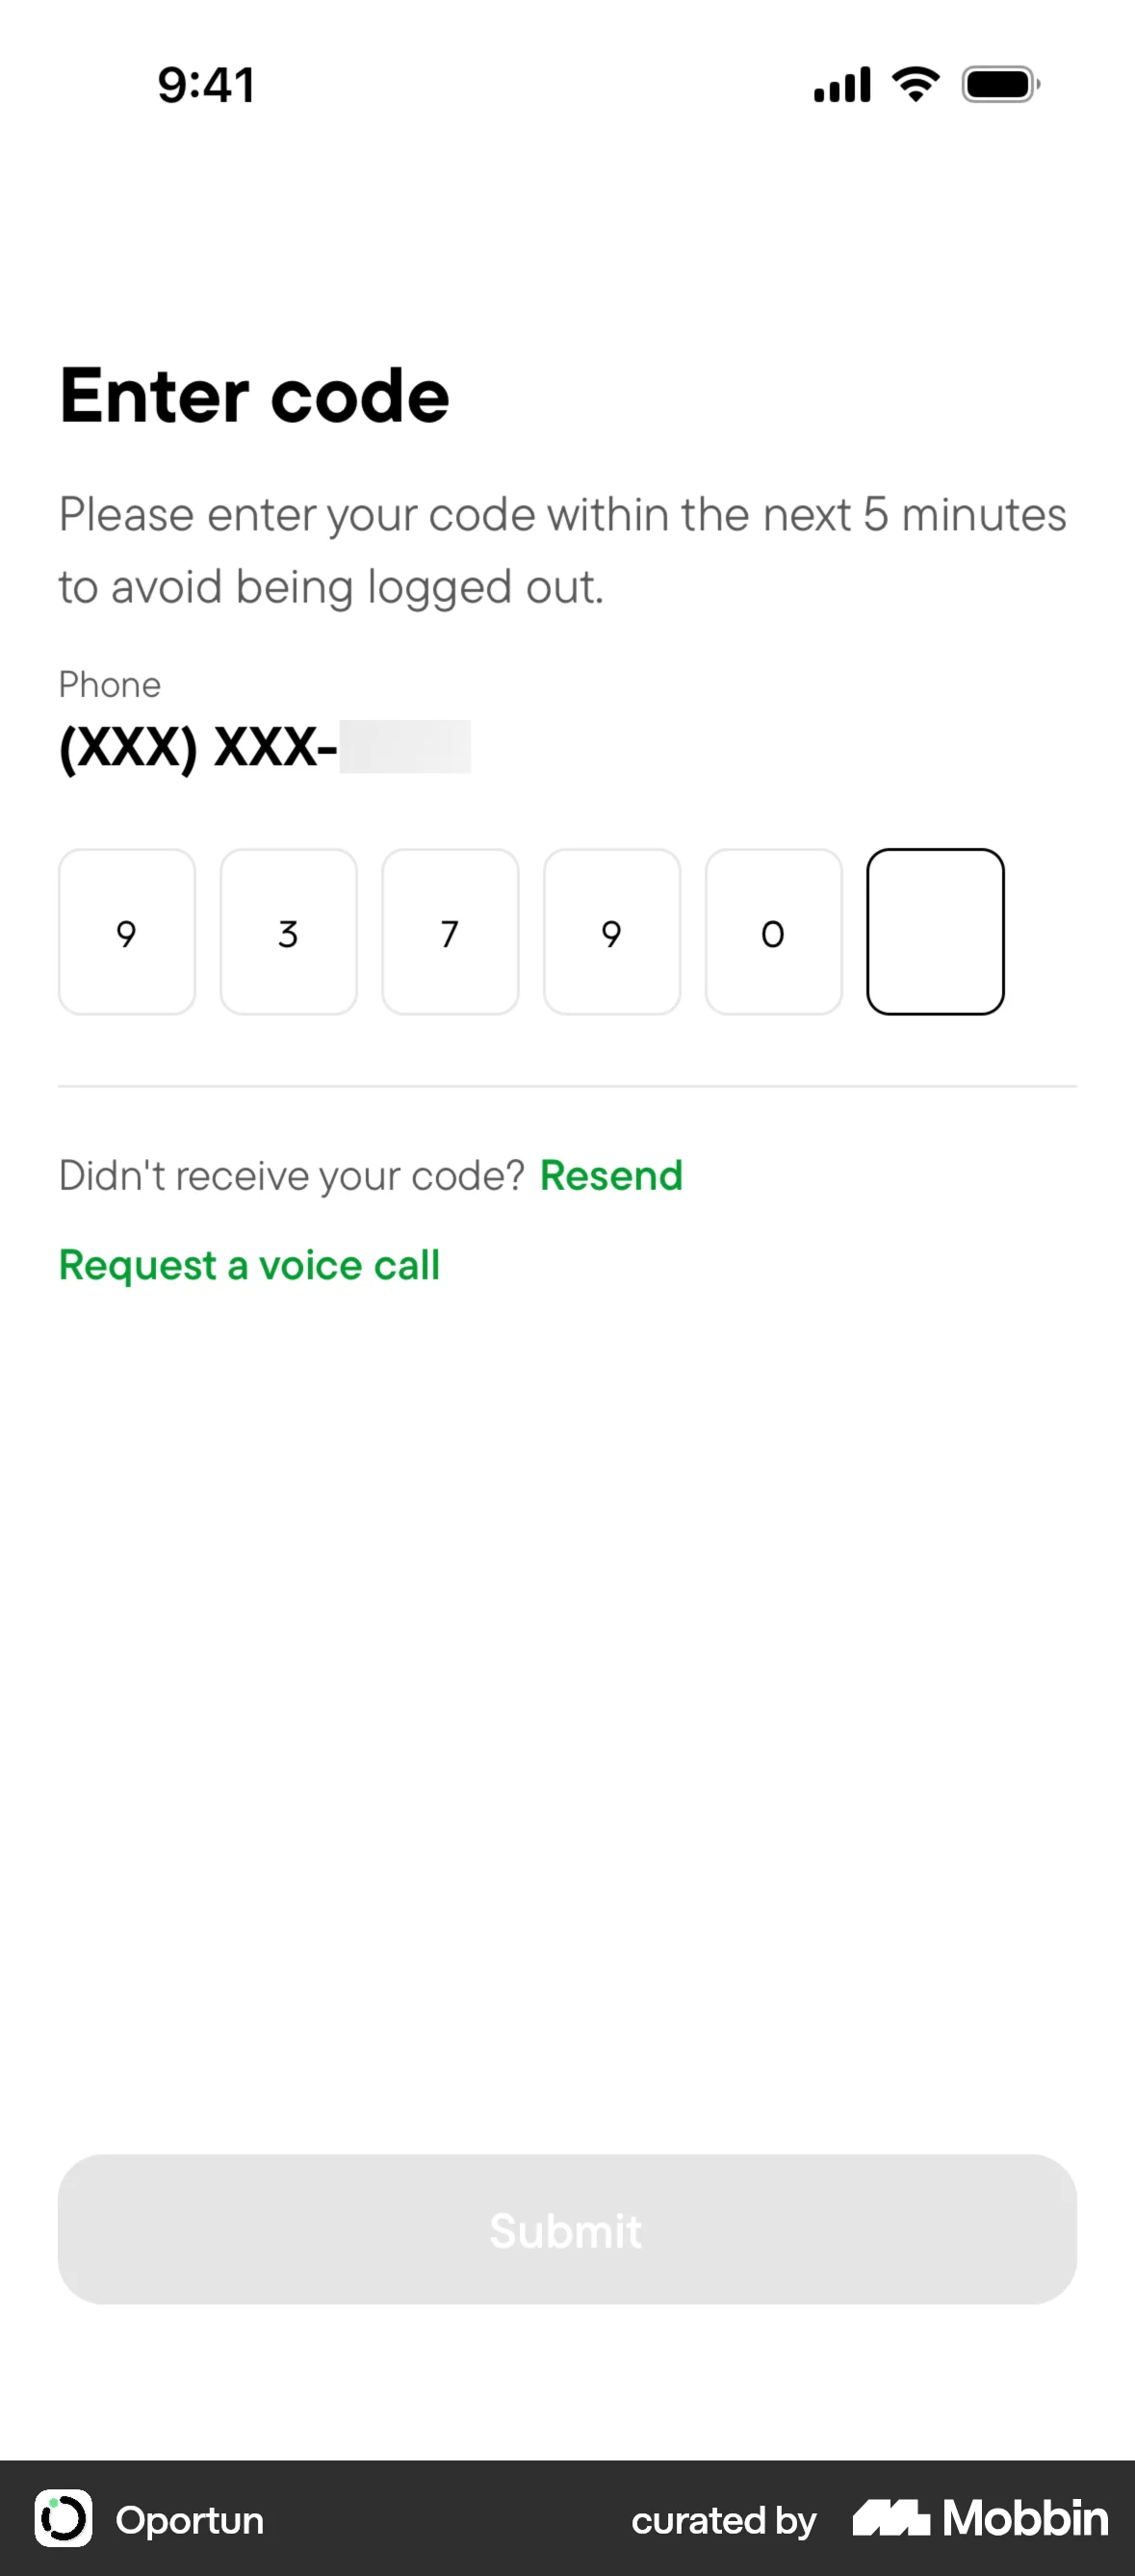 9:41
Enter code
Please enter your code within the next 5 minutes
to avoid being logged out.
Phone
(XXX) XXX-
9 3 7 9 0
Didn't receive your code? Resend
Request a voice call
Submit
Oportun curated by Mobbin